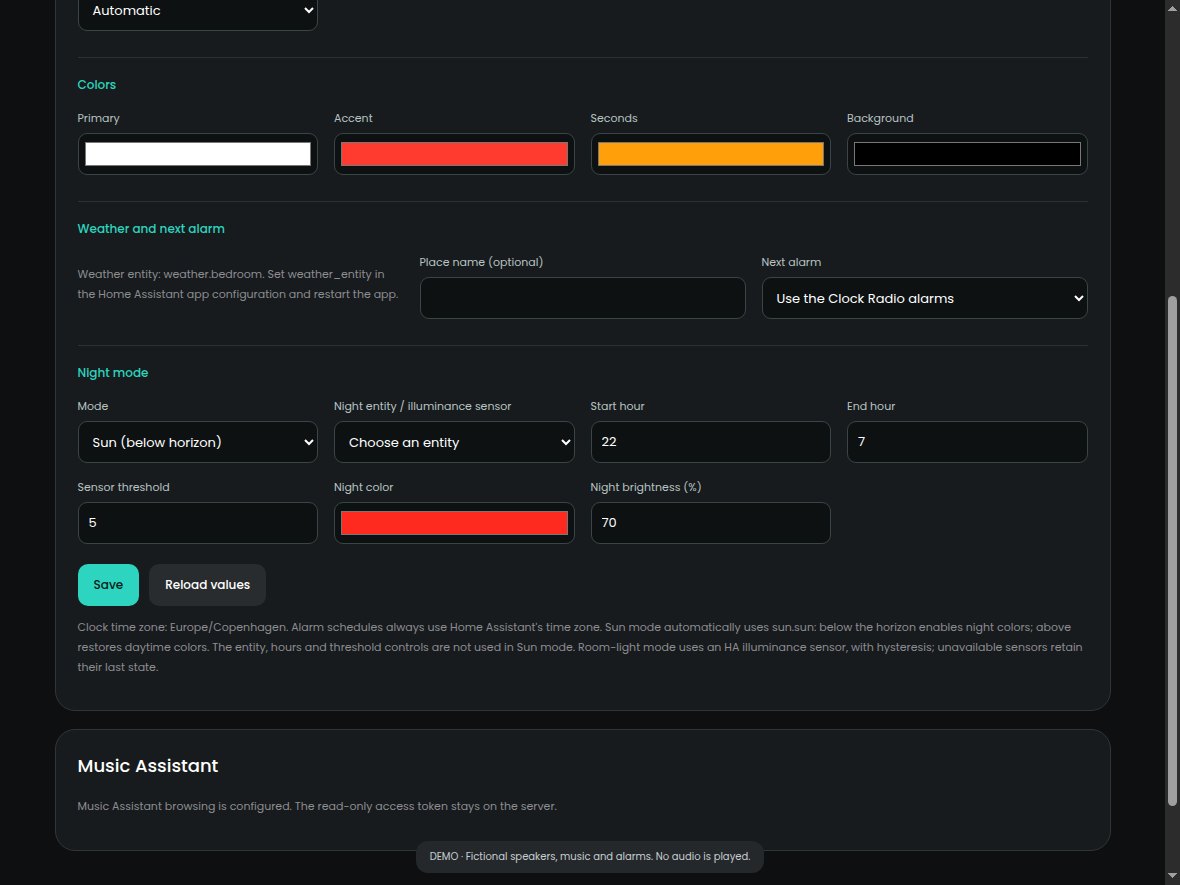 Automatic
Colors
Primary
Accent
Seconds
Background
Weather and next alarm
Weather entity: weather.bedroom. Set weather_entity in
the Home Assistant app configuration and restart the app.
Place name (optional)
Next alarm
Use the Clock Radio alarms
Night mode
Mode
Night entity / illuminance sensor
Start hour
End hour
Sun (below horizon)
Choose an entity
22
7
Sensor threshold
Night color
Night brightness (%)
5
70
Save
Reload values
Clock time zone: Europe/Copenhagen. Alarm schedules always use Home Assistant's time zone. Sun mode automatically uses sun.sun: below the horizon enables night colors; above
restores daytime colors. The entity, hours and threshold controls are not used in Sun mode. Room-light mode uses an HA illuminance sensor, with hysteresis; unavailable sensors retain
their last state.
Music Assistant
Music Assistant browsing is configured. The read-only access token stays on the server.
DEMO · Fictional speakers, music and alarms. No audio is played.